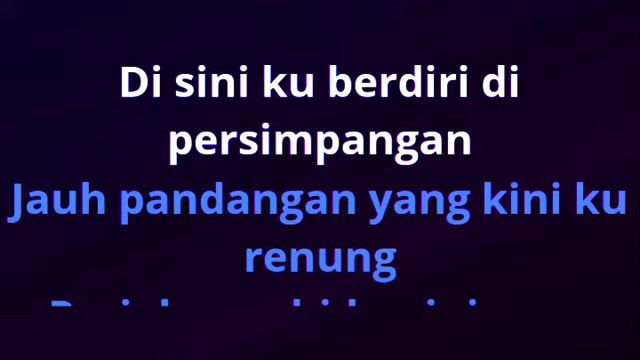 Di sini ku berdiri di
persimpangan
Jauh pandangan yang kini ku
renung